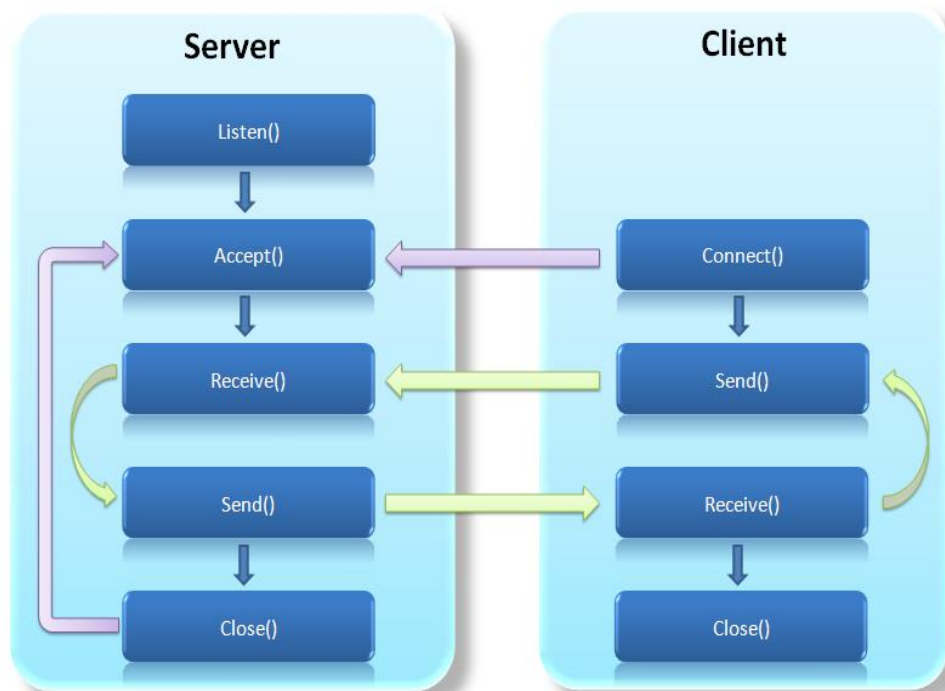 Server
Listen()
Accept()
Receive()
Send()
Close()
Client
Connect()
Send()
Receive()
Close()